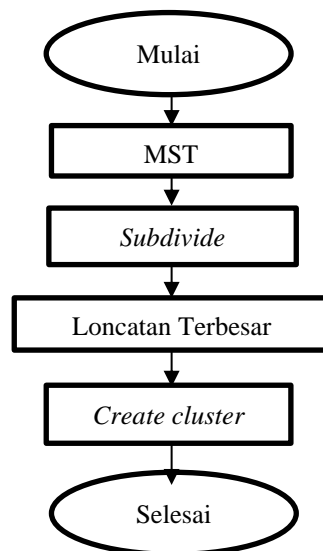 Mulai
MST
Subdivide
Loncatan Terbesar
Create cluster
Selesai